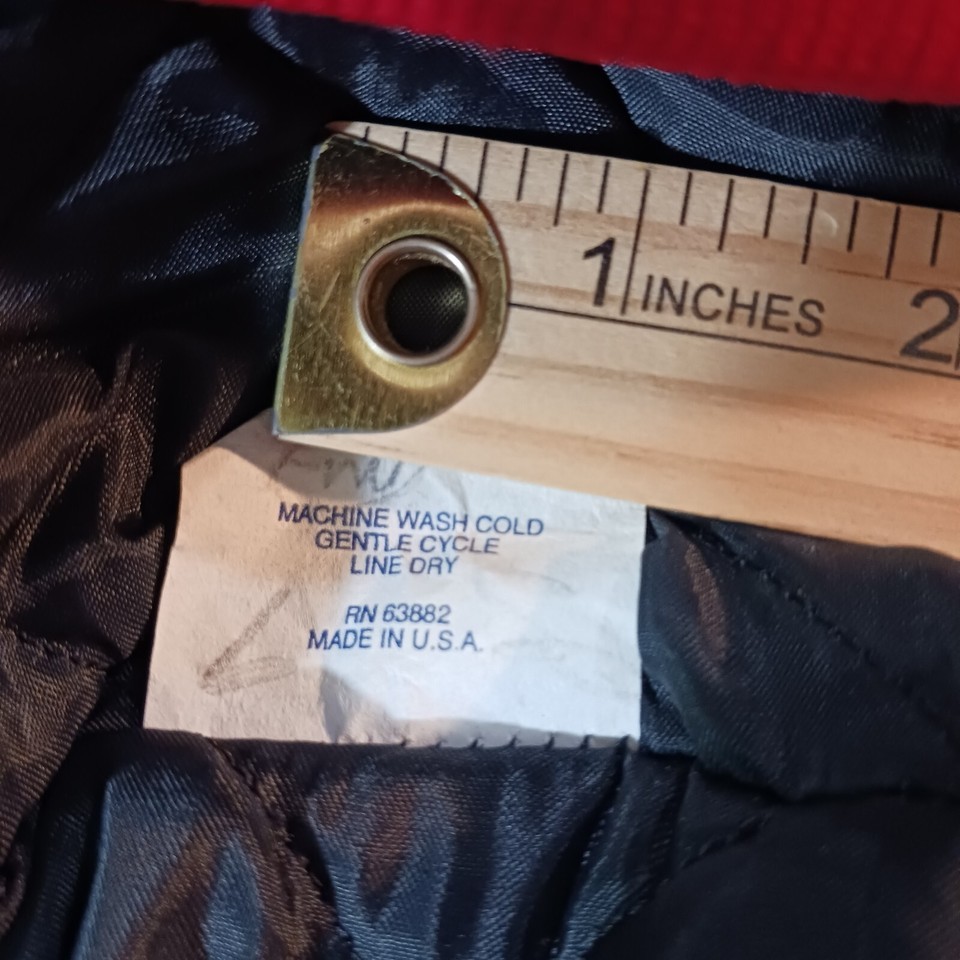 1 INCHES 2
MACHINE WASH COLD
GENTLE CYCLE
LINE DRY
RN 63882
MADE IN U.S.A.